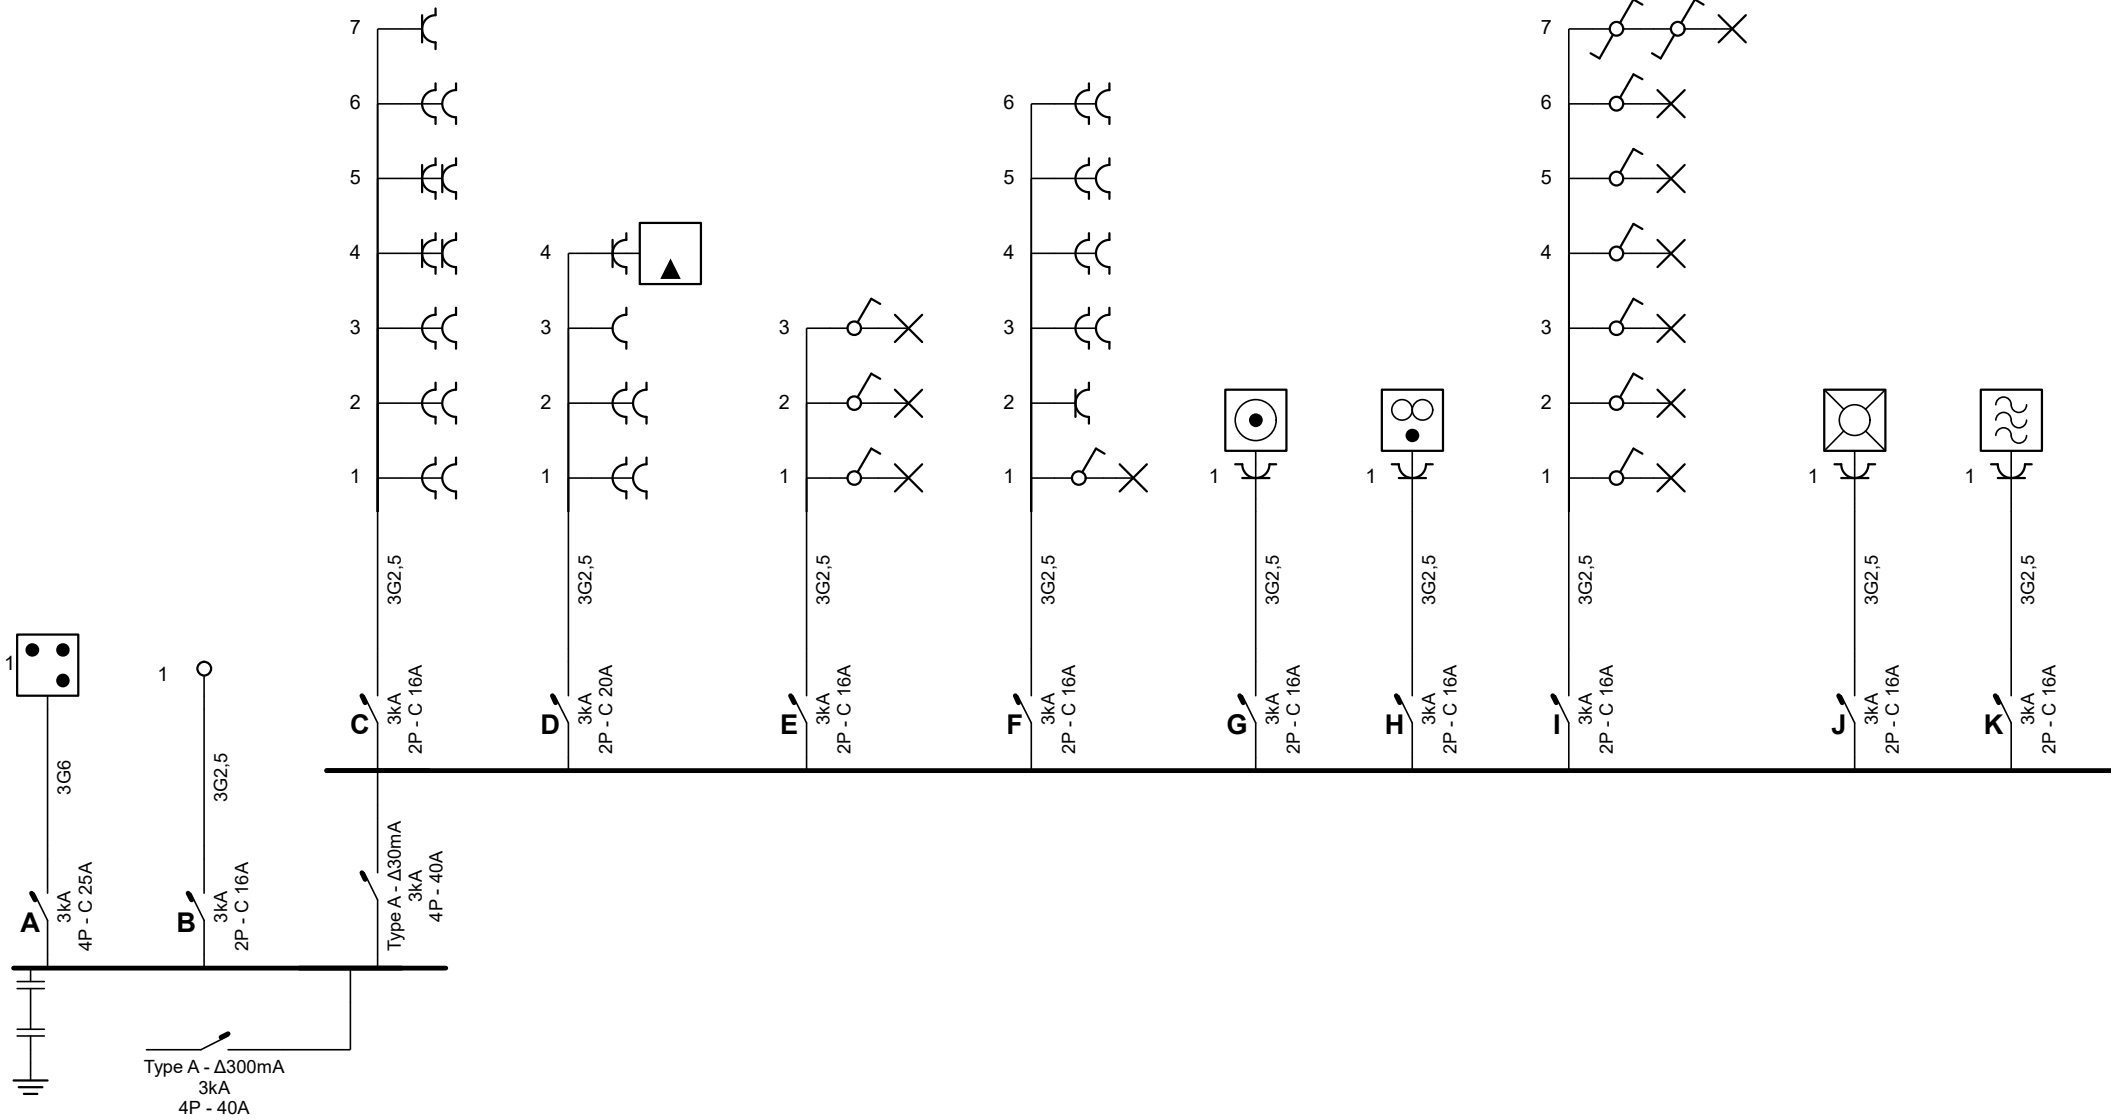 7
6
5
4
3
2
1
3G2,5
C
3kA
2P - C 16A
4
3
2
1
3G2,5
D
3kA
2P - C 20A
3
2
1
3G2,5
E
3kA
2P - C 16A
6
5
4
3
2
1
3G2,5
F
3kA
2P - C 16A
1
3G2,5
G
3kA
2P - C 16A
1
3G2,5
H
3kA
2P - C 16A
7
6
5
4
3
2
1
3G2,5
I
3kA
2P - C 16A
1
3G2,5
J
3kA
2P - C 16A
1
3G2,5
K
3kA
2P - C 16A
1
3G6
A
3kA
4P - C 25A
1
3G2,5
B
3kA
2P - C 16A
Type A - Δ30mA
3kA
4P - 40A
Type A - Δ300mA
3kA
4P - 40A